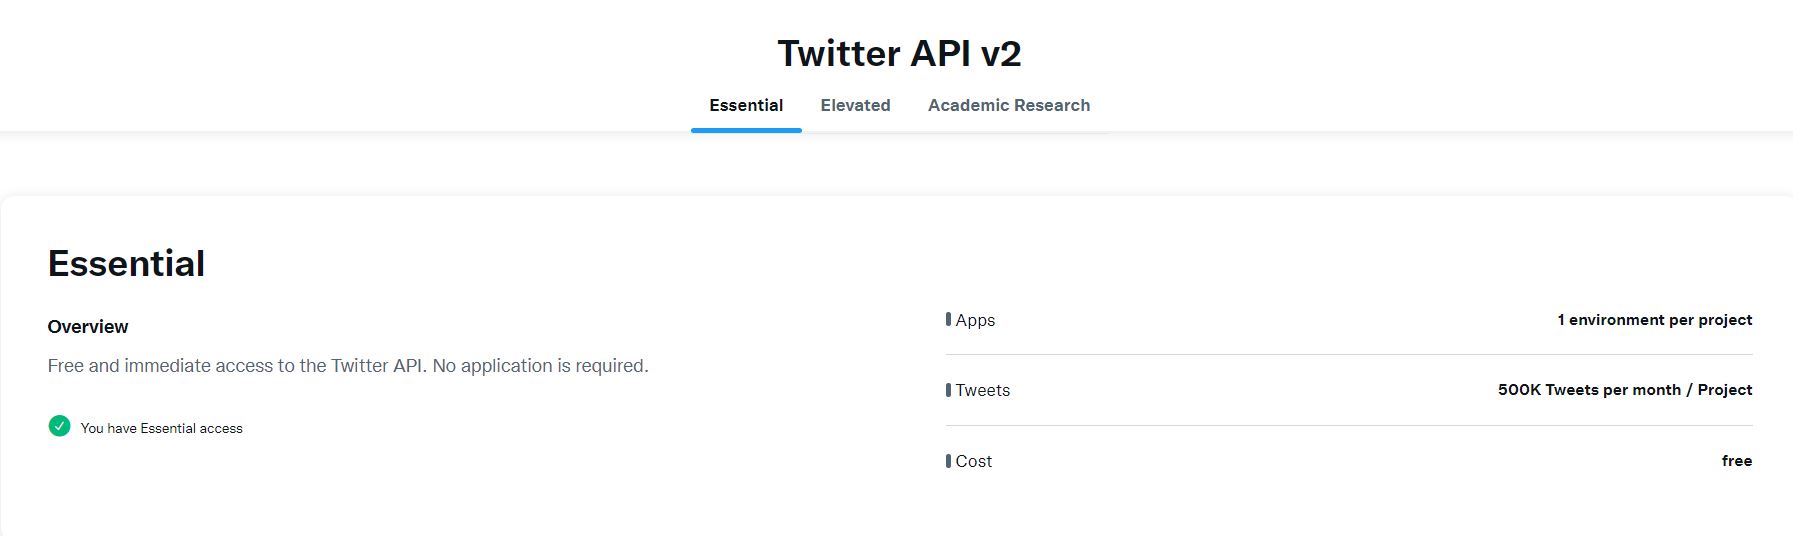 Twitter API v2
Essential
Elevated
Academic Research
Essential
Overview
Free and immediate access to the Twitter API. No application is required.
You have Essential access
Apps
1 environment per project
Tweets
500K Tweets per month / Project
Cost
free